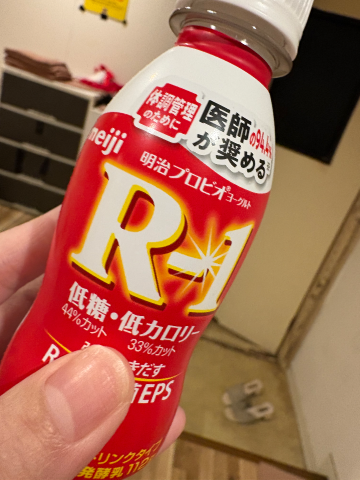 体調管理
のために
医師の94.4%
が奨める
meiji
明治プロビオ®ヨーグルト
R-1
低糖・低カロリー
44%カット 33%カット
だす
EPS
ドリンクタイプ
発酵乳 112